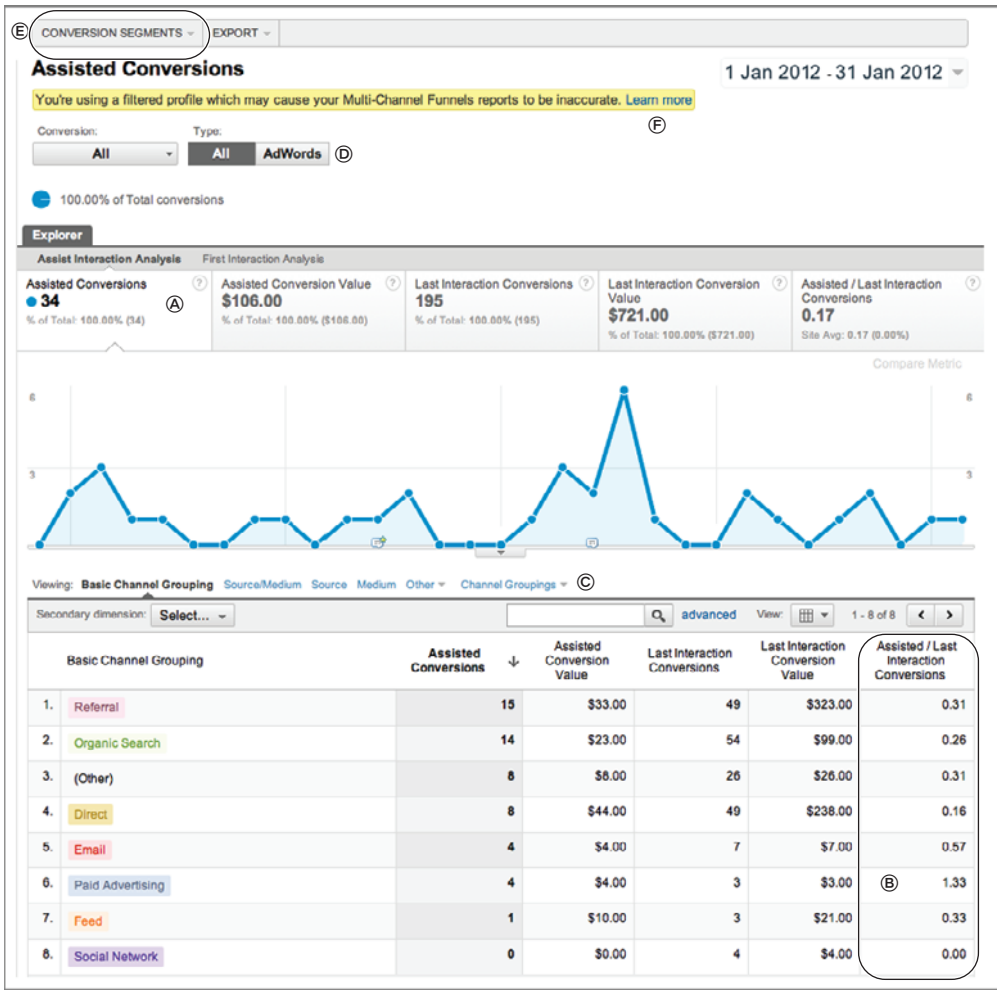 Ⓔ CONVERSION SEGMENTS EXPORT
Assisted Conversions
1 Jan 2012 - 31 Jan 2012
You're using a filtered profile which may cause your Multi-Channel Funnels reports to be inaccurate. Learn more
Ⓕ
Conversion: Type:
All All AdWords Ⓓ
100.00% of Total conversions
Explorer
Assist Interaction Analysis First Interaction Analysis
Assisted Conversions ? Assisted Conversion Value ? Last Interaction Conversions ? Last Interaction Conversion Value ? Assisted / Last Interaction Conversions ?
34 Ⓐ $106.00 195 $721.00 0.17
% of Total: 100.00% (34) % of Total: 100.00% ($106.00) % of Total: 100.00% (195) % of Total: 100.00% ($721.00) Site Avg: 0.17 (0.00%)
Compare Metric
6 6
3 3
Viewing: Basic Channel Grouping Source/Medium Source Medium Other Channel Groupings Ⓒ
Secondary dimension: Select... advanced View: 1 - 8 of 8
Basic Channel Grouping Assisted Conversions Assisted Conversion Value Last Interaction Conversions Last Interaction Conversion Value Assisted / Last Interaction Conversions
1. Referral 15 $33.00 49 $323.00 0.31
2. Organic Search 14 $23.00 54 $99.00 0.26
3. (Other) 8 $8.00 26 $26.00 0.31
4. Direct 8 $44.00 49 $238.00 0.16
5. Email 4 $4.00 7 $7.00 0.57
6. Paid Advertising 4 $4.00 3 $3.00 Ⓑ 1.33
7. Feed 1 $10.00 3 $21.00 0.33
8. Social Network 0 $0.00 4 $4.00 0.00